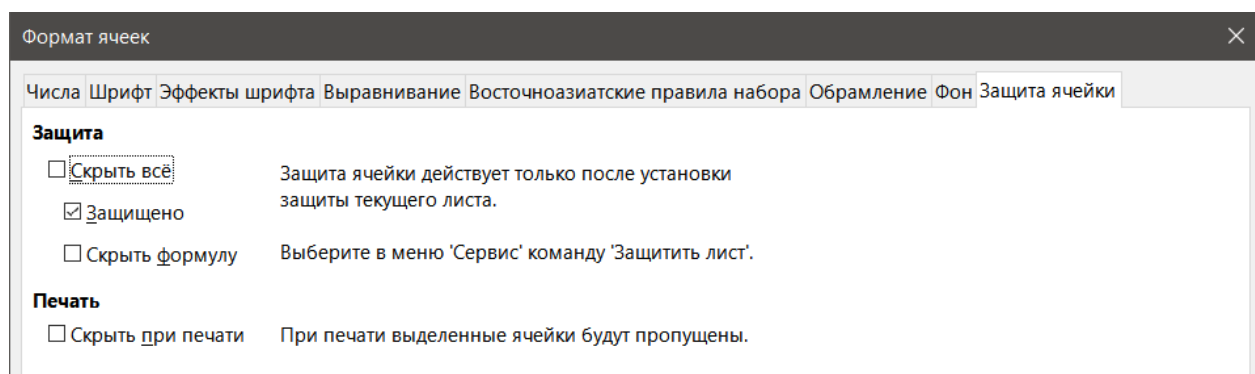 Формат ячеек
Числа Шрифт Эффекты шрифта Выравнивание Восточноазиатские правила набора Обрамление Фон Защита ячейки
Защита
Скрыть всё
Защита ячейки действует только после установки
защиты текущего листа.
Защищено
Скрыть формулу
Выберите в меню 'Сервис' команду 'Защитить лист'.
Печать
Скрыть при печати
При печати выделенные ячейки будут пропущены.